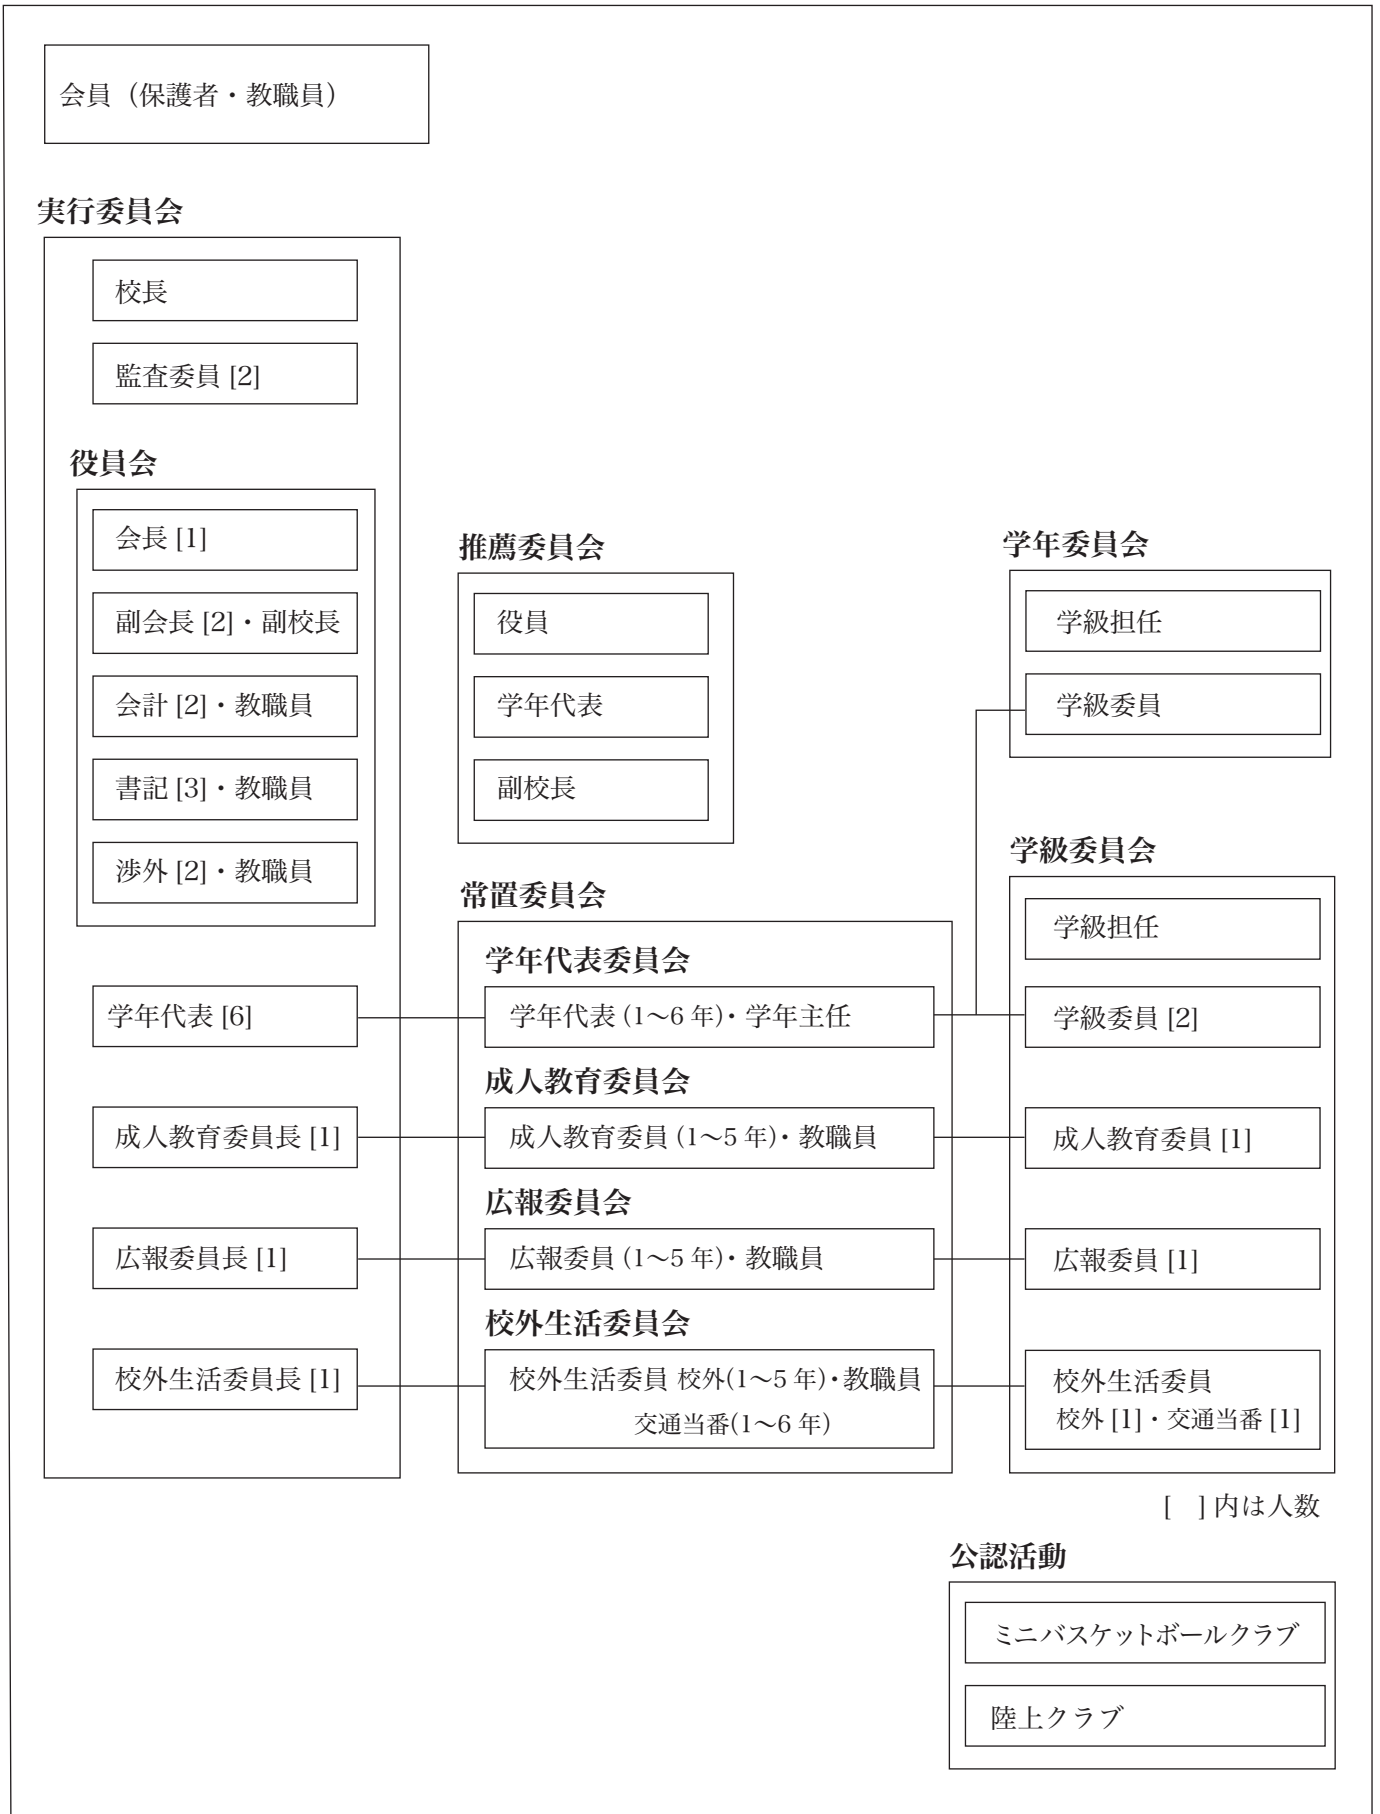 会員（保護者・教職員）
実行委員会
校長
監査委員 [2]
役員会
会長 [1]
副会長 [2]・副校長
会計 [2]・教職員
書記 [3]・教職員
渉外 [2]・教職員
学年代表 [6]
成人教育委員長 [1]
広報委員長 [1]
校外生活委員長 [1]
推薦委員会
役員
学年代表
副校長
常置委員会
学年代表委員会
学年代表 (1～6 年)・学年主任
成人教育委員会
成人教育委員 (1～5 年)・教職員
広報委員会
広報委員 (1～5 年)・教職員
校外生活委員会
校外生活委員 校外(1～5 年)・教職員
交通当番(1～6 年)
学年委員会
学級担任
学級委員
学級委員会
学級担任
学級委員 [2]
成人教育委員 [1]
広報委員 [1]
校外生活委員
校外 [1]・交通当番 [1]
[　] 内は人数
公認活動
ミニバスケットボールクラブ
陸上クラブ